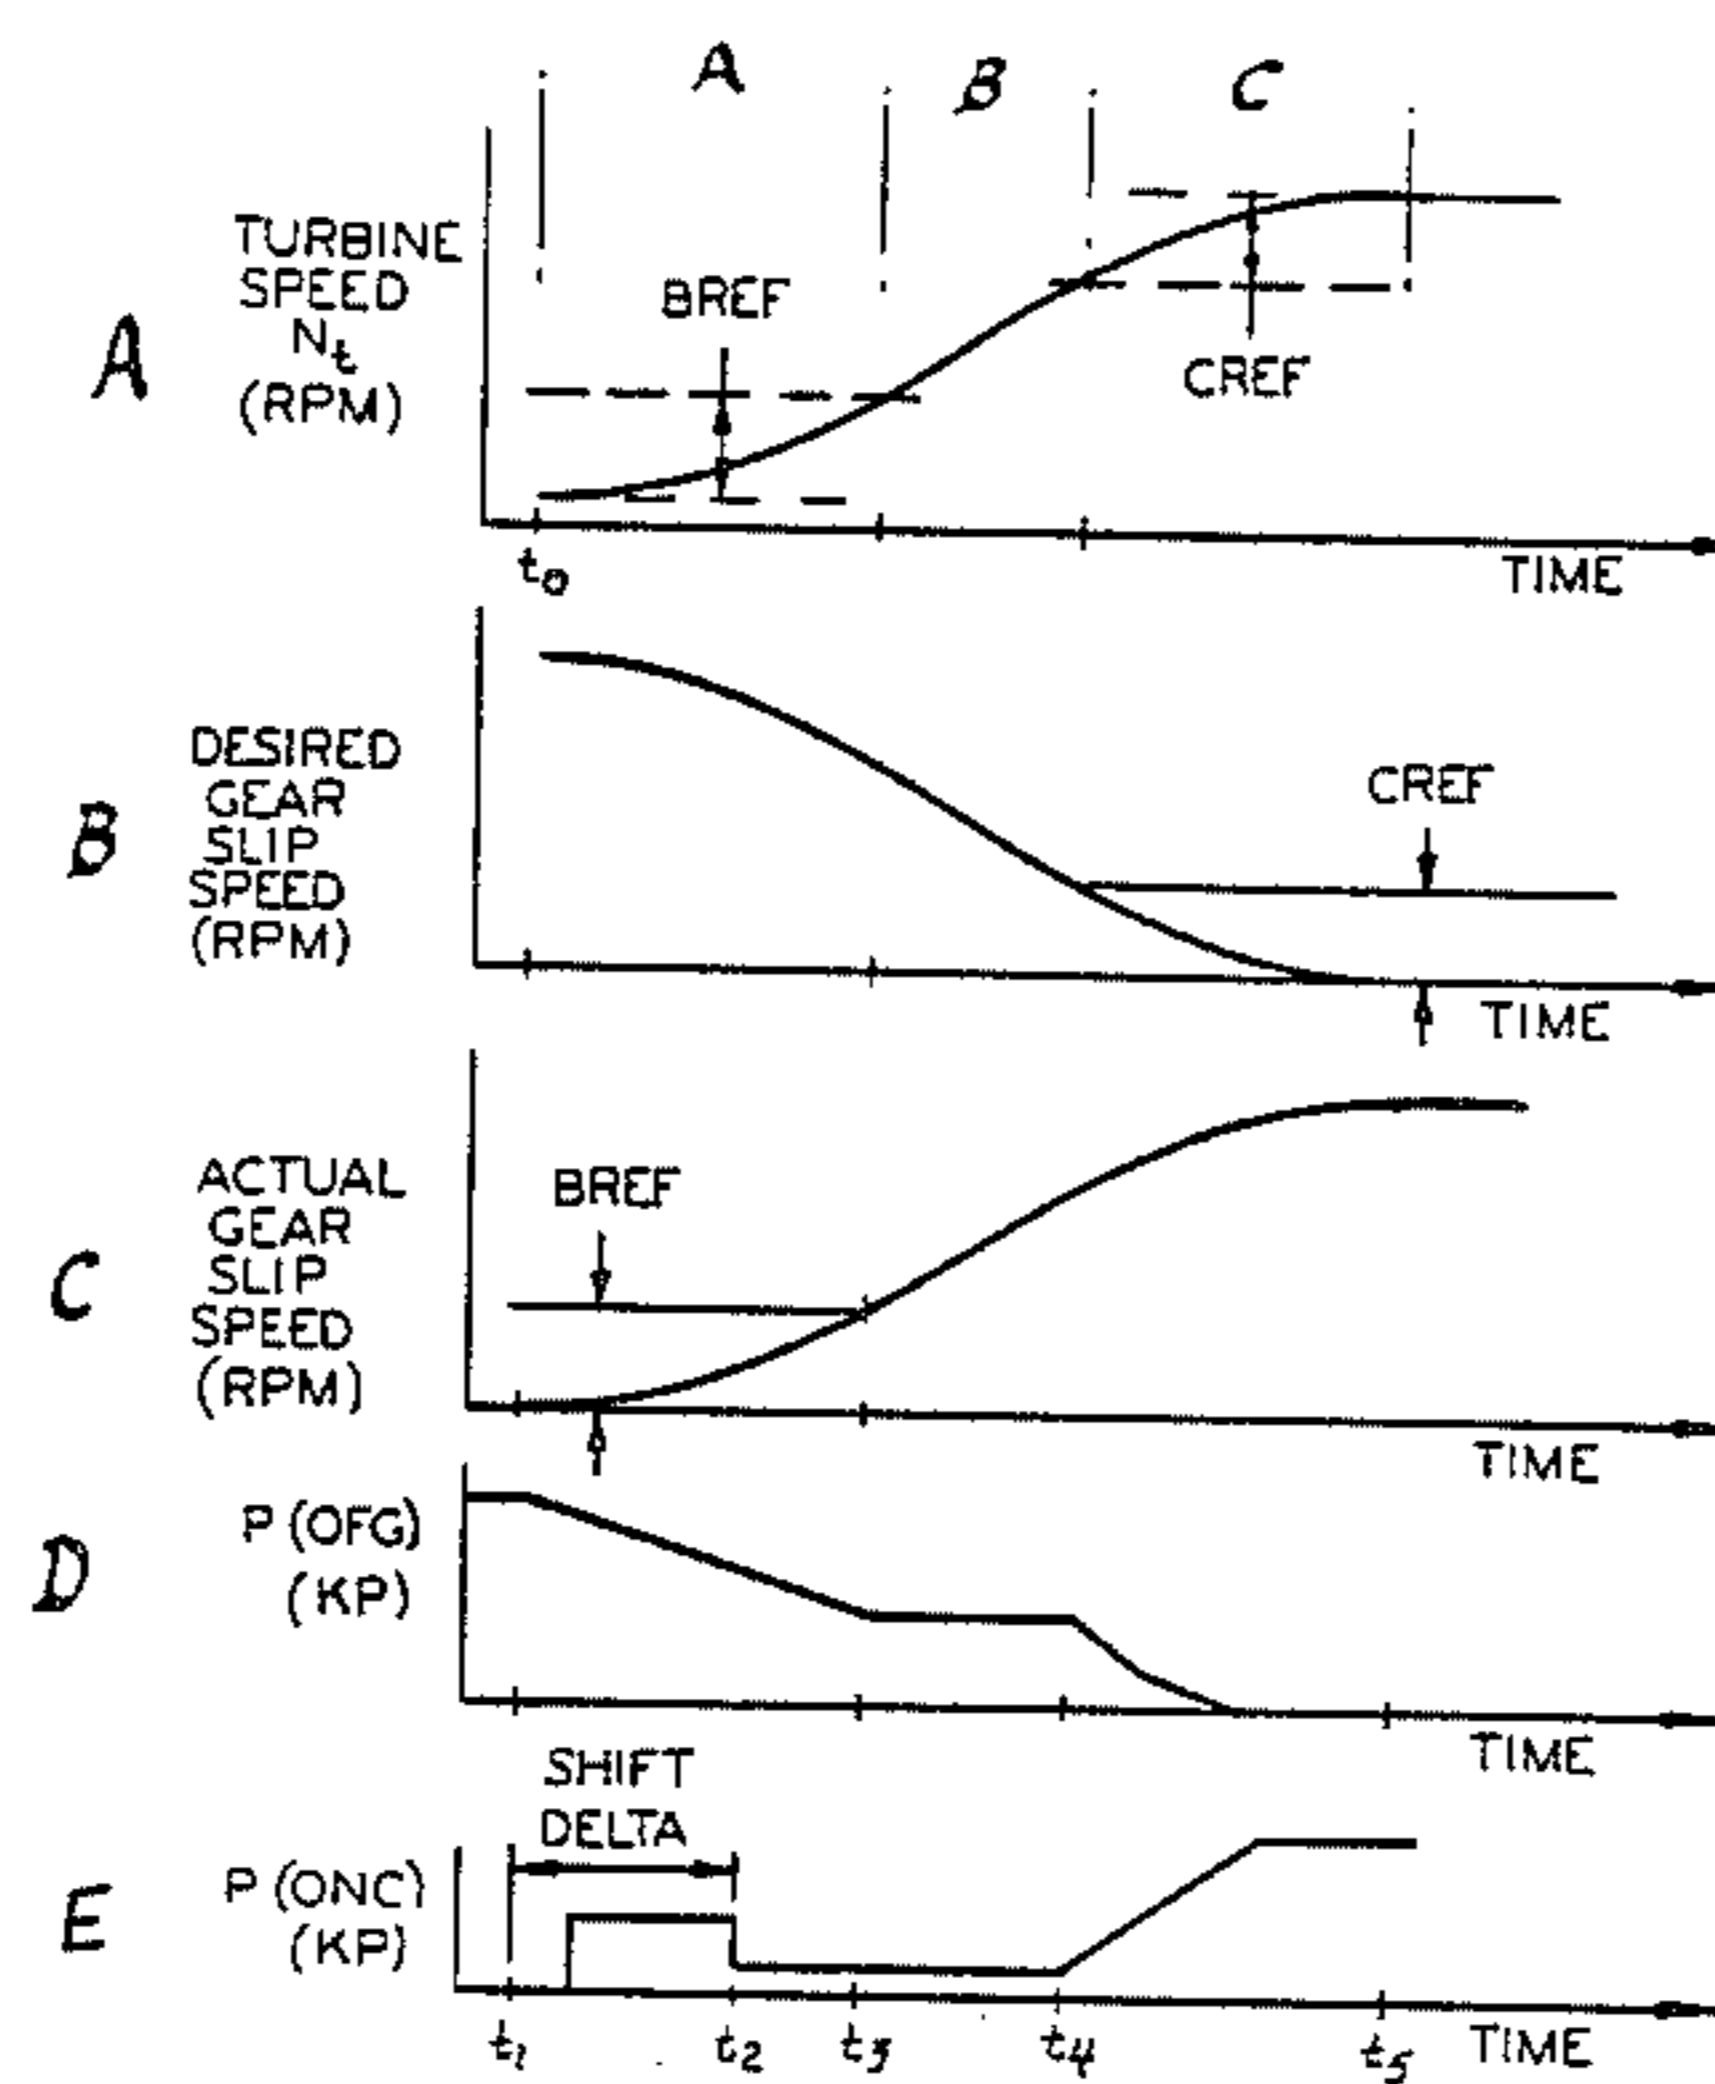 A B C
TURBINE
SPEED
Nt
(RPM)
A
BREF
CREF
t0
TIME
DESIRED
GEAR
SLIP
SPEED
(RPM)
B
CREF
TIME
ACTUAL
GEAR
SLIP
SPEED
(RPM)
C
BREF
TIME
D
P (OFG)
(KP)
TIME
SHIFT
DELTA
E
P (ONC)
(KP)
t1 t2 t3 t4 t5 TIME